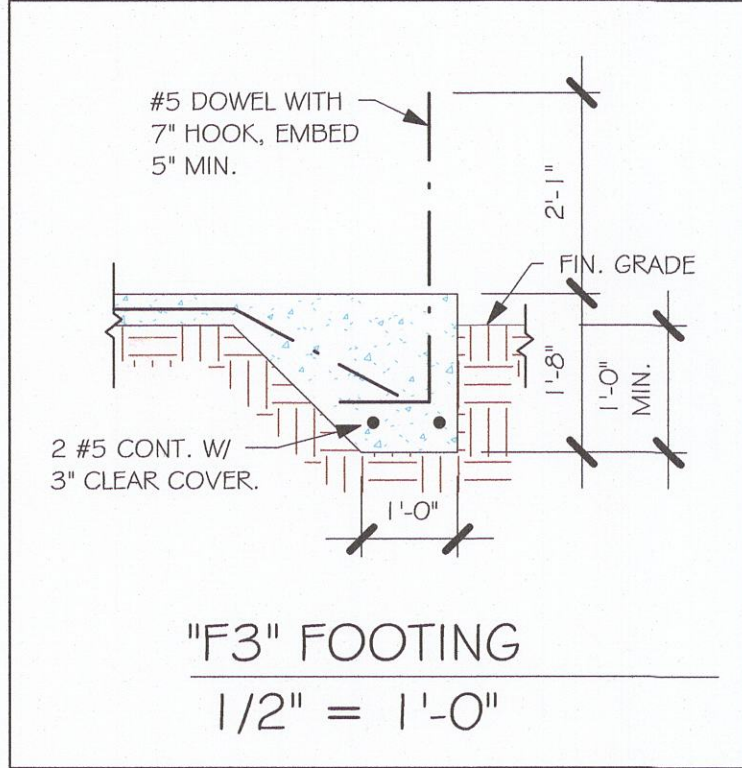 #5 DOWEL WITH
7" HOOK, EMBED
5" MIN.
2'-1"
FIN. GRADE
1'-8"
1'-0"
MIN.
2 #5 CONT. W/
3" CLEAR COVER.
1'-0"
"F3" FOOTING
1/2" = 1'-0"